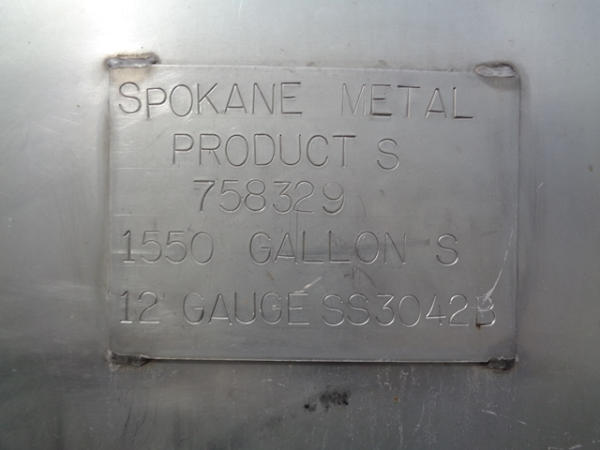 SPOKANE METAL
PRODUCT S
758329
1550 GALLON S
12 GAUGE SS3042B